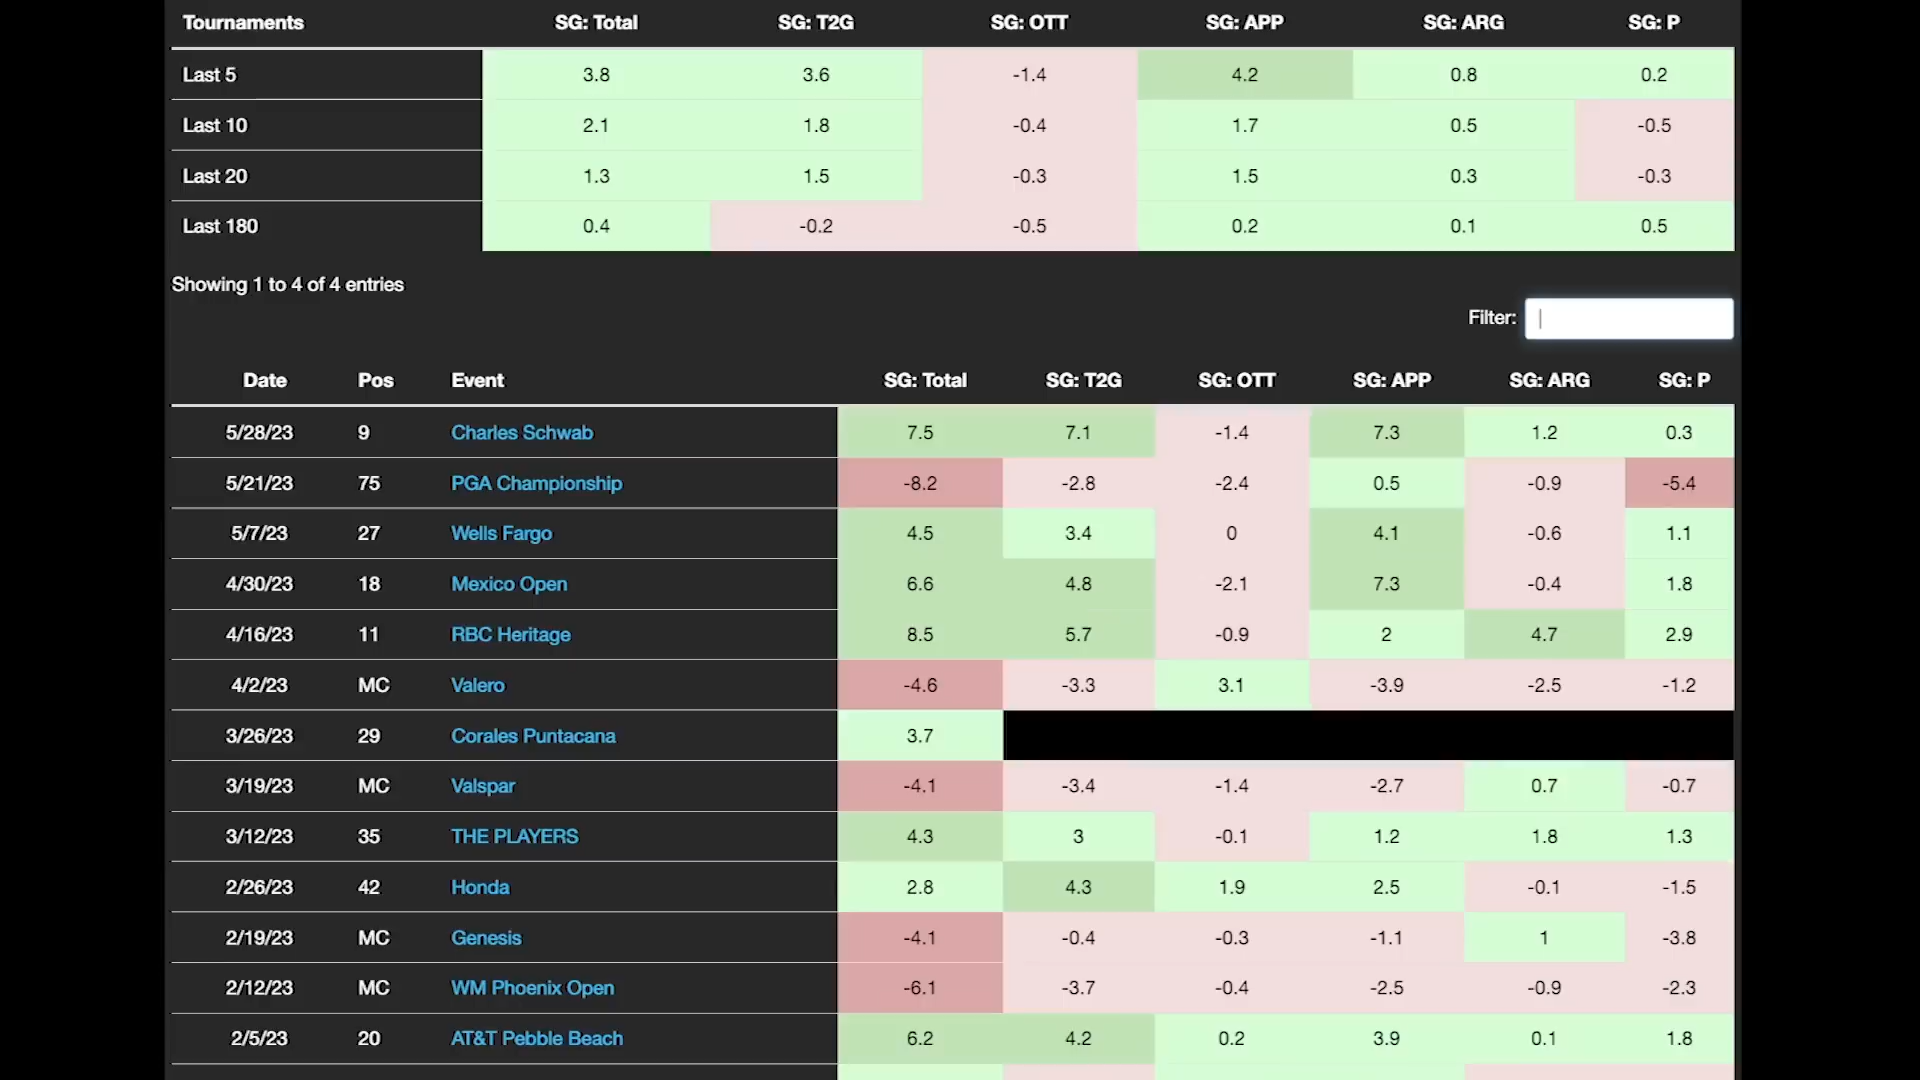 Tournaments SG: Total SG: T2G SG: OTT SG: APP SG: ARG SG: P
Last 5 3.8 3.6 -1.4 4.2 0.8 0.2
Last 10 2.1 1.8 -0.4 1.7 0.5 -0.5
Last 20 1.3 1.5 -0.3 1.5 0.3 -0.3
Last 180 0.4 -0.2 -0.5 0.2 0.1 0.5
Showing 1 to 4 of 4 entries
Filter:
Date Pos Event SG: Total SG: T2G SG: OTT SG: APP SG: ARG SG: P
5/28/23 9 Charles Schwab 7.5 7.1 -1.4 7.3 1.2 0.3
5/21/23 75 PGA Championship -8.2 -2.8 -2.4 0.5 -0.9 -5.4
5/7/23 27 Wells Fargo 4.5 3.4 0 4.1 -0.6 1.1
4/30/23 18 Mexico Open 6.6 4.8 -2.1 7.3 -0.4 1.8
4/16/23 11 RBC Heritage 8.5 5.7 -0.9 2 4.7 2.9
4/2/23 MC Valero -4.6 -3.3 3.1 -3.9 -2.5 -1.2
3/26/23 29 Corales Puntacana 3.7
3/19/23 MC Valspar -4.1 -3.4 -1.4 -2.7 0.7 -0.7
3/12/23 35 THE PLAYERS 4.3 3 -0.1 1.2 1.8 1.3
2/26/23 42 Honda 2.8 4.3 1.9 2.5 -0.1 -1.5
2/19/23 MC Genesis -4.1 -0.4 -0.3 -1.1 1 -3.8
2/12/23 MC WM Phoenix Open -6.1 -3.7 -0.4 -2.5 -0.9 -2.3
2/5/23 20 AT&T Pebble Beach 6.2 4.2 0.2 3.9 0.1 1.8